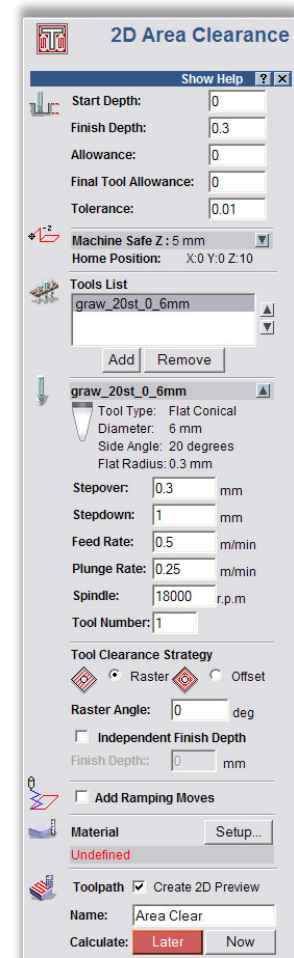 2D Area Clearance
Show Help ? X
Start Depth: 0
Finish Depth: 0.3
Allowance: 0
Final Tool Allowance: 0
Tolerance: 0.01
-z
Machine Safe Z : 5 mm
Home Position: X:0 Y:0 Z:10
Tools List
graw_20st_0_6mm
Add Remove
graw_20st_0_6mm
Tool Type: Flat Conical
Diameter: 6 mm
Side Angle: 20 degrees
Flat Radius: 0.3 mm
Stepover: 0.3 mm
Stepdown: 1 mm
Feed Rate: 0.5 m/min
Plunge Rate: 0.25 m/min
Spindle: 18000 r.p.m
Tool Number: 1
Tool Clearance Strategy
Raster Offset
Raster Angle: 0 deg
Independent Finish Depth
Finish Depth:: 0 mm
Add Ramping Moves
Material Setup...
Undefined
Toolpath Create 2D Preview
Name: Area Clear
Calculate: Later Now